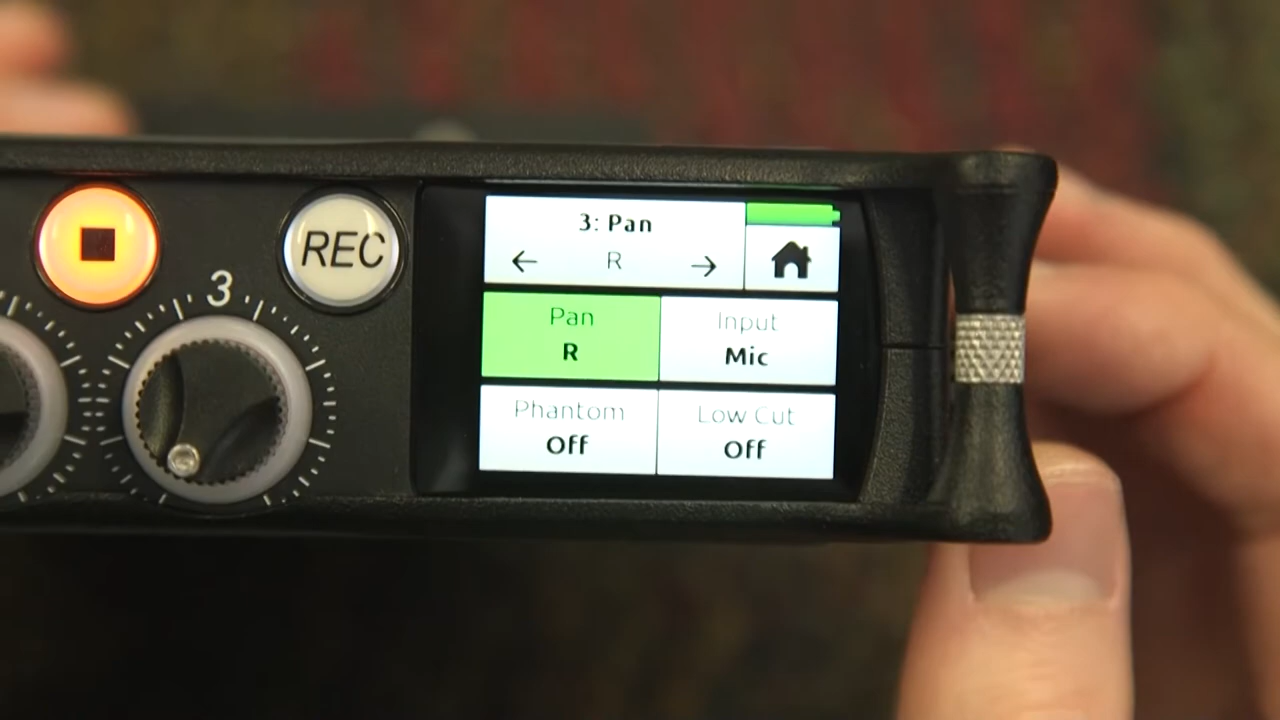 3
REC
3: Pan
← R →
Pan
R
Input
Mic
Phantom
Off
Low Cut
Off